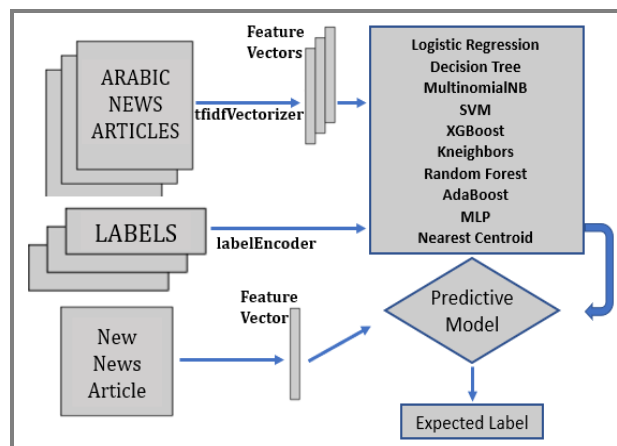 ARABIC
NEWS
ARTICLES
tfidfVectorizer
Feature
Vectors
Logistic Regression
Decision Tree
MultinomialNB
SVM
XGBoost
Kneighbors
Random Forest
AdaBoost
MLP
Nearest Centroid
LABELS
labelEncoder
New
News
Article
Feature
Vector
Predictive
Model
Expected Label